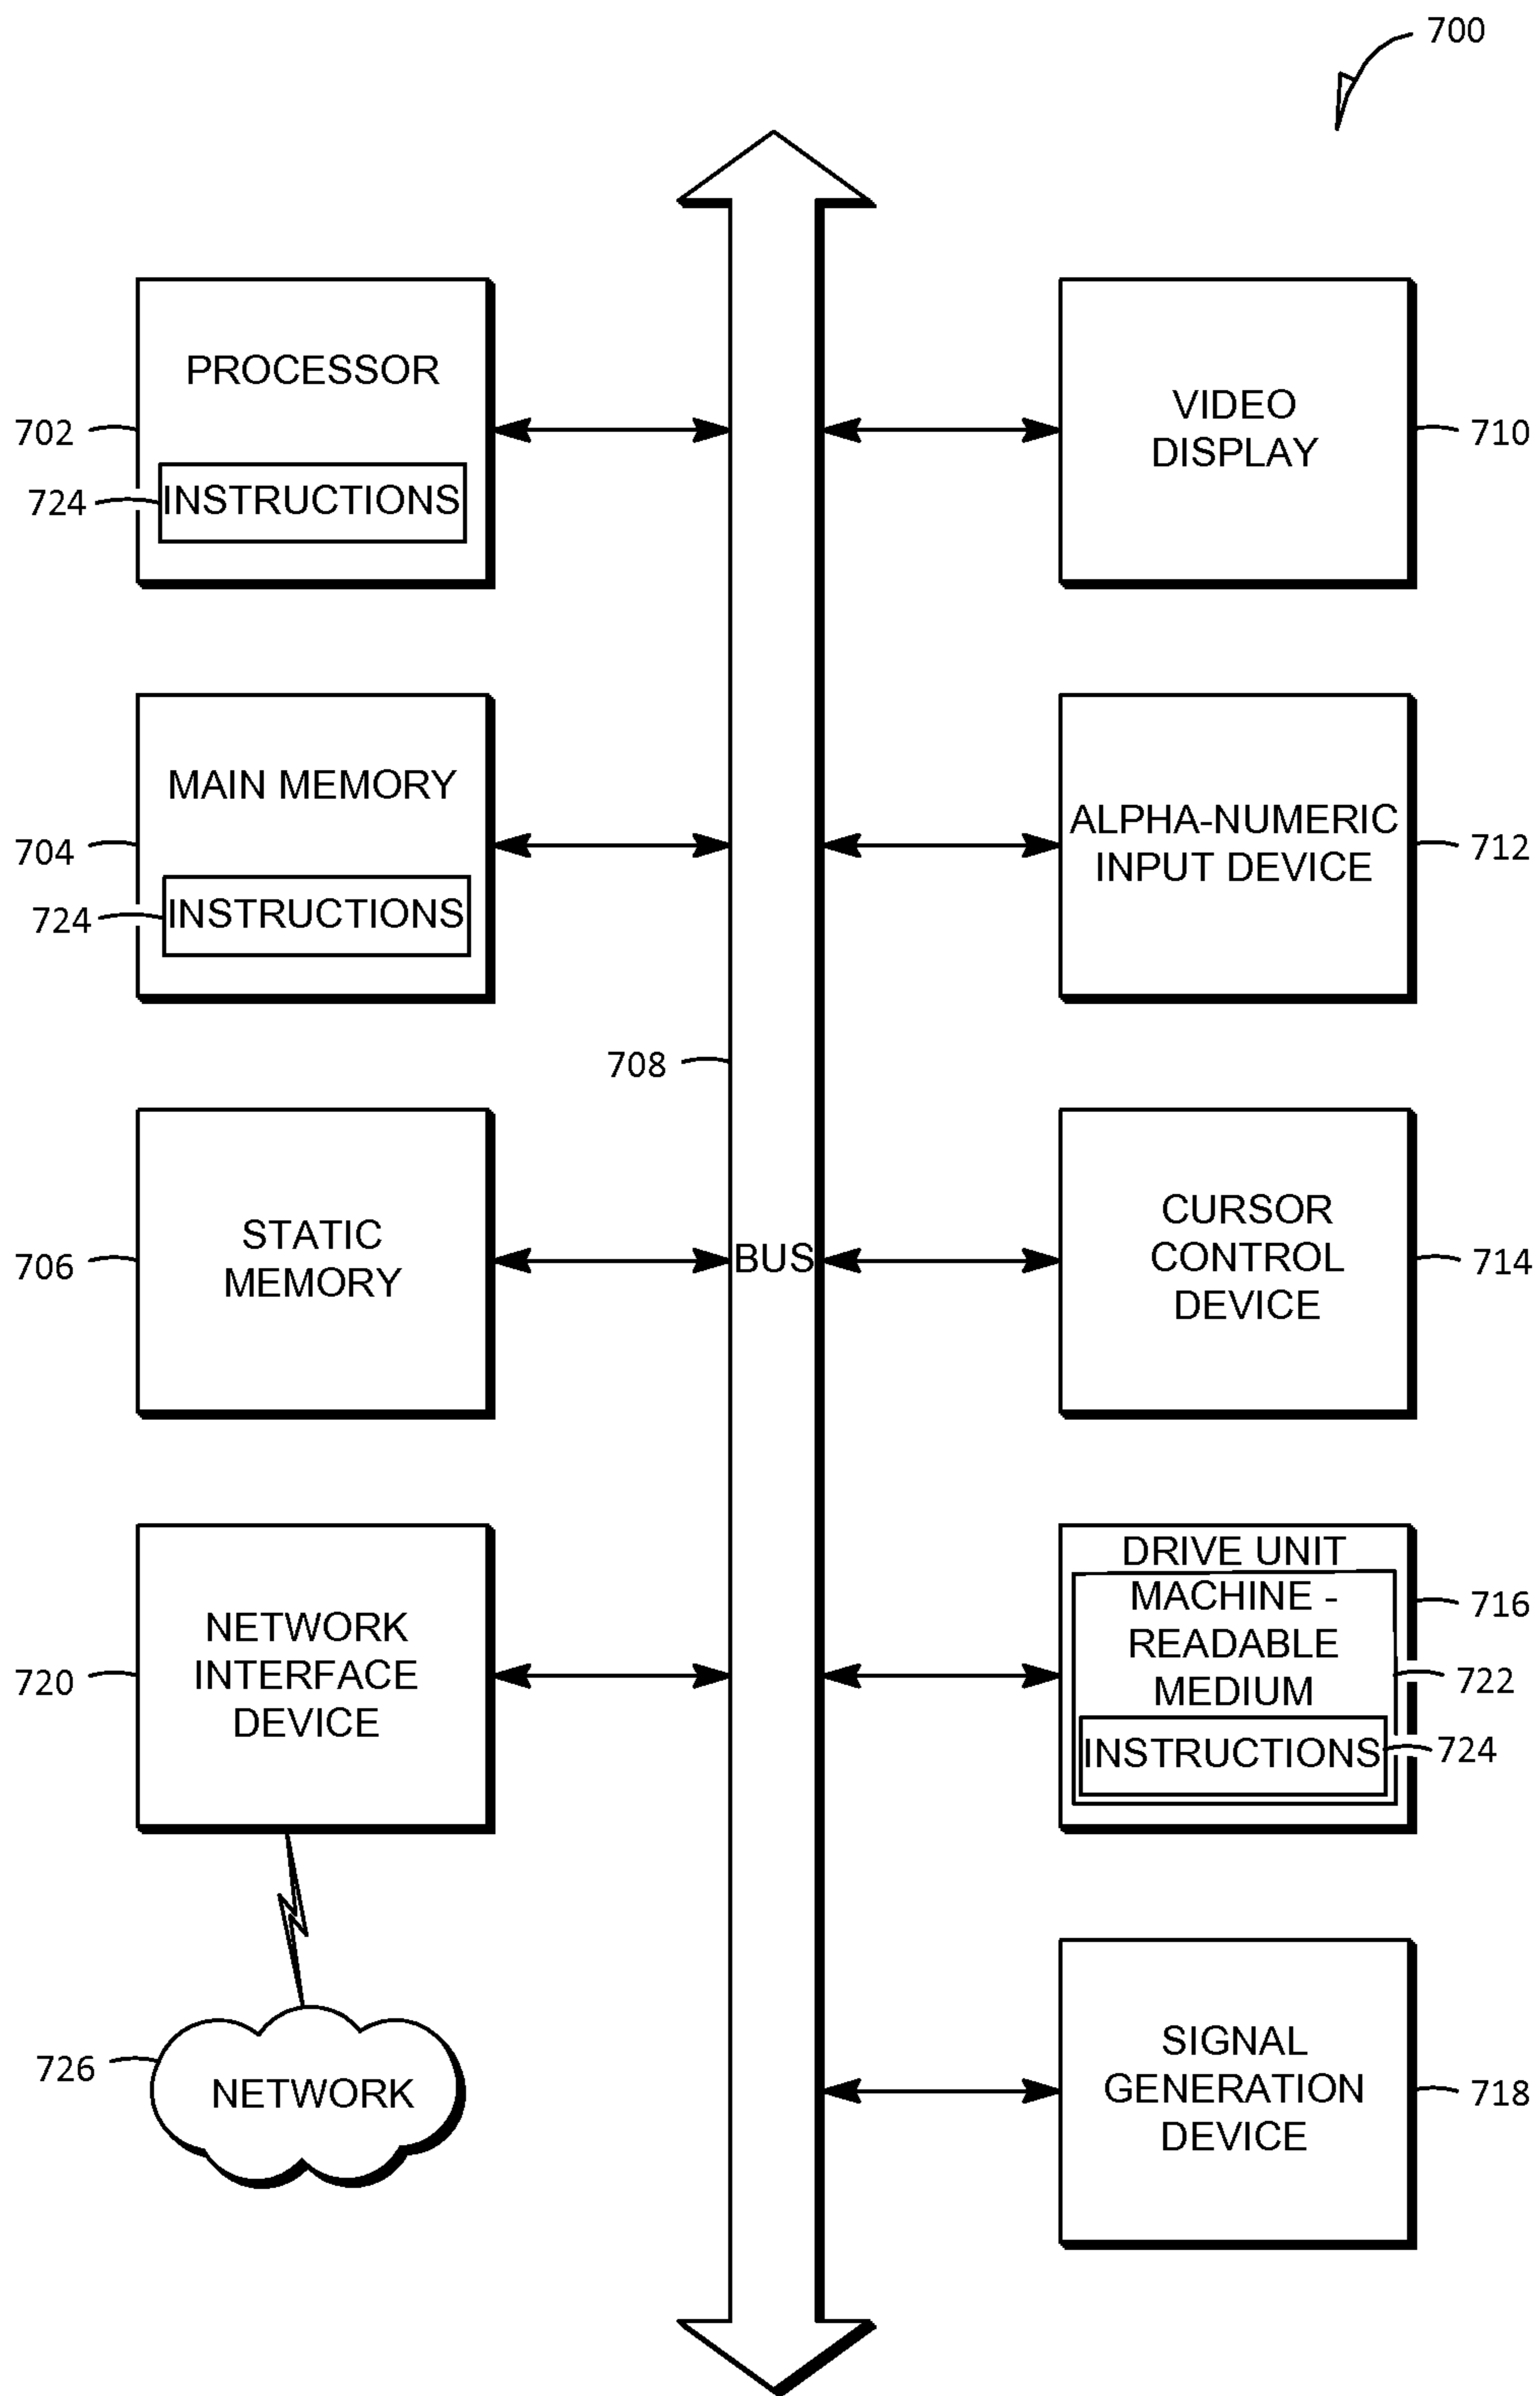 700
PROCESSOR
702
724
INSTRUCTIONS
VIDEO
DISPLAY
710
MAIN MEMORY
704
724
INSTRUCTIONS
ALPHA-NUMERIC
INPUT DEVICE
712
708
STATIC
MEMORY
706
BUS
CURSOR
CONTROL
DEVICE
714
NETWORK
INTERFACE
DEVICE
720
DRIVE UNIT
MACHINE -
READABLE
MEDIUM
716
722
INSTRUCTIONS
724
726
NETWORK
SIGNAL
GENERATION
DEVICE
718